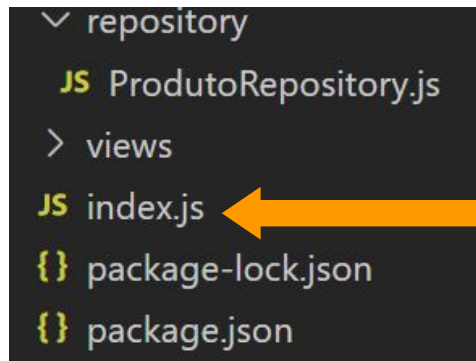 repository
JS ProdutoRepository.js
views
JS index.js
{} package-lock.json
{} package.json